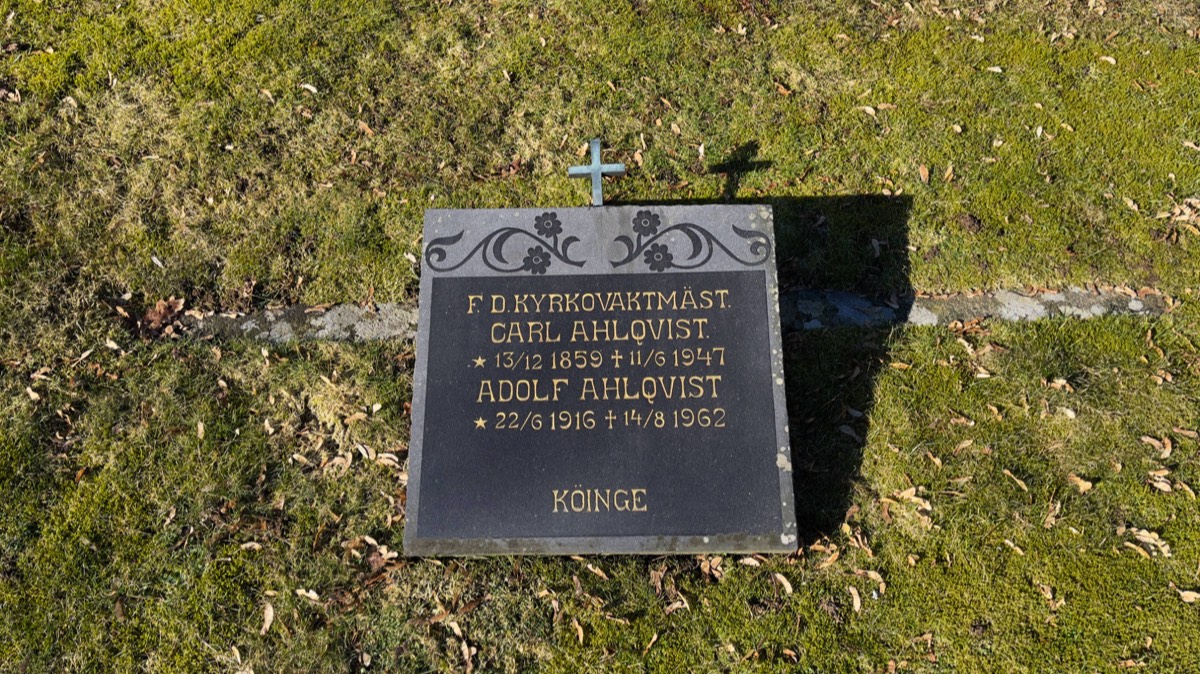 F. D. KYRKOVAKTMÄST.
CARL AHLQVIST.
★ 13/12 1859 ✝ 11/6 1947
ADOLF AHLQVIST
★ 22/6 1916 ✝ 14/8 1962
KÖINGE